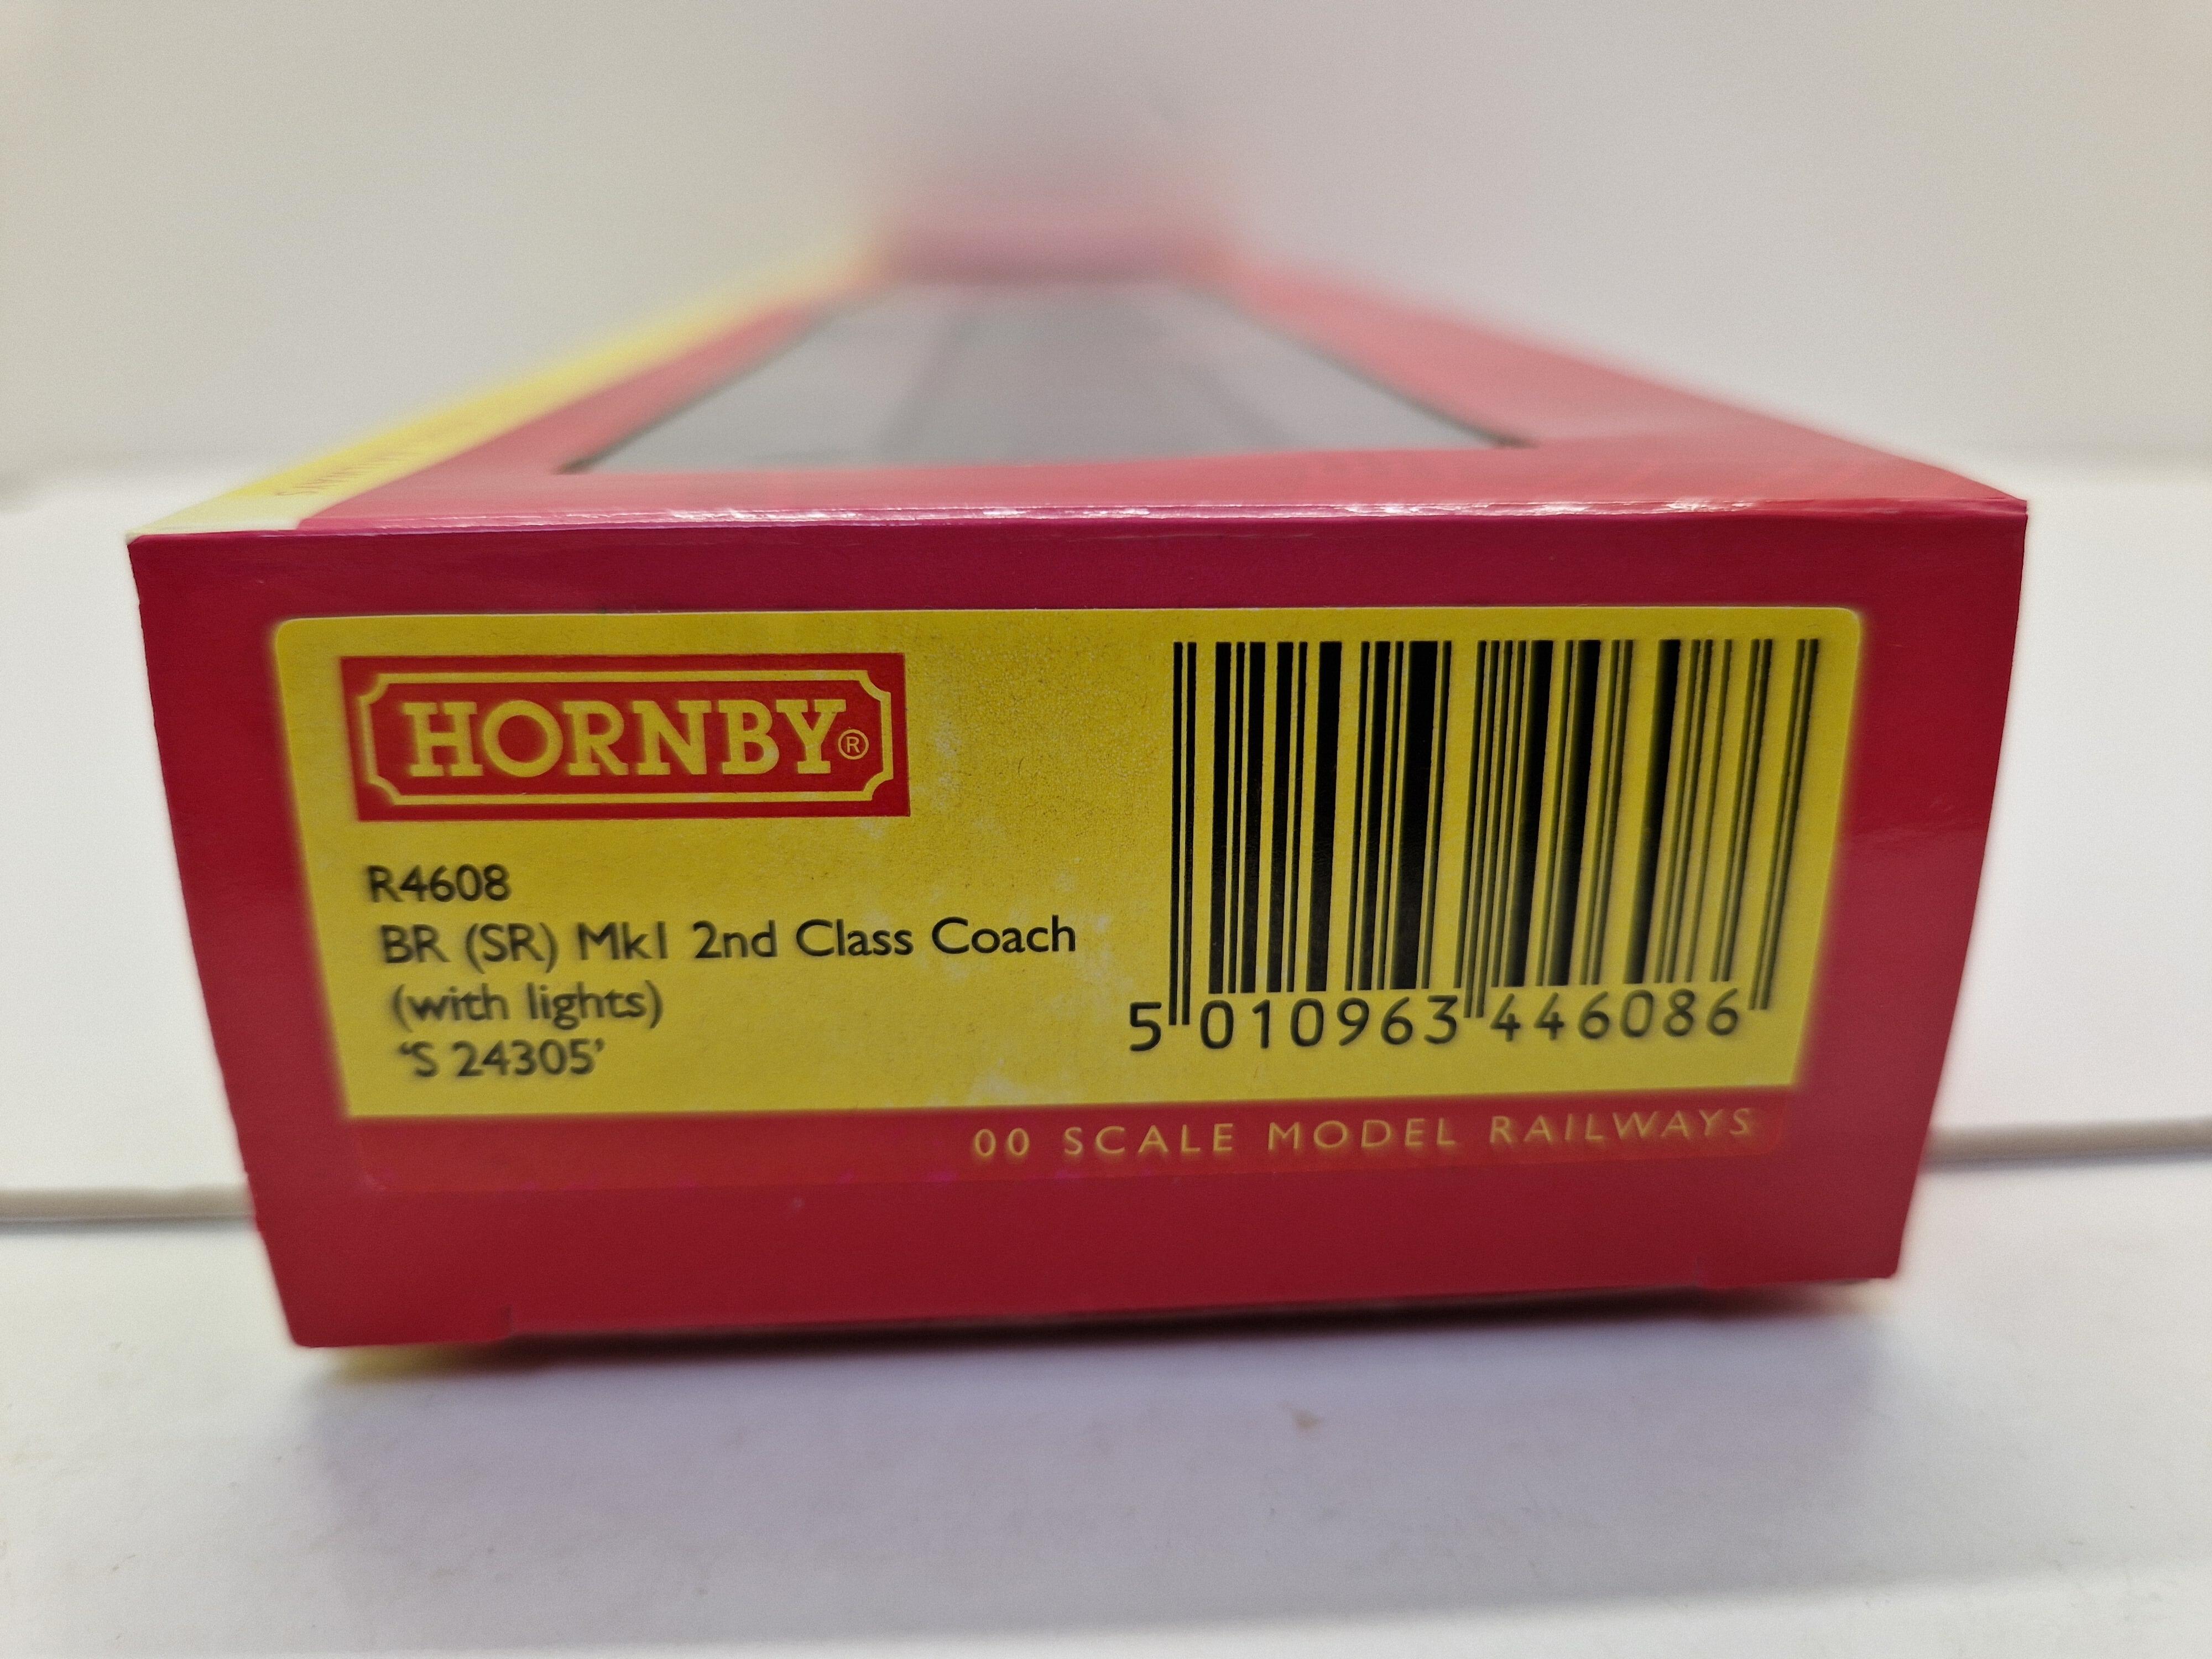 HORNBY®
R4608
BR (SR) Mk1 2nd Class Coach
(with lights)
‘S 24305’
5 010963 446086
00 SCALE MODEL RAILWAYS